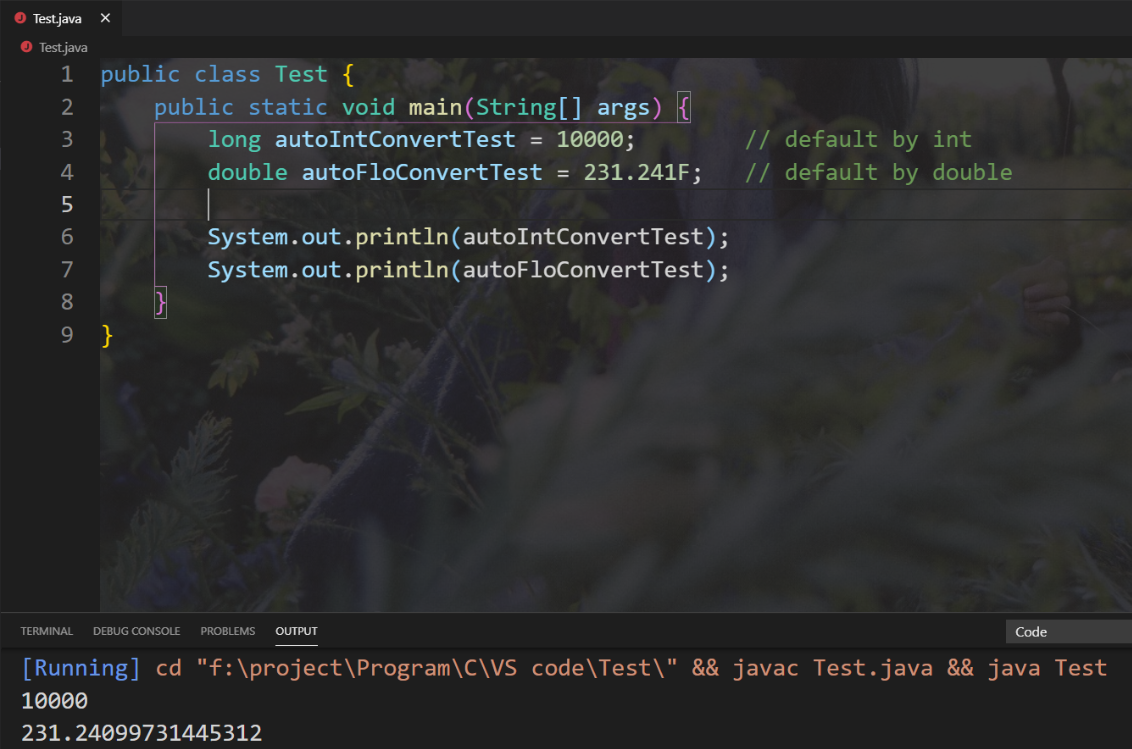 Test.java ×
Test.java
1 public class Test {
2     public static void main(String[] args) {
3         long autoIntConvertTest = 10000;        // default by int
4         double autoFloConvertTest = 231.241F;   // default by double
5
6         System.out.println(autoIntConvertTest);
7         System.out.println(autoFloConvertTest);
8     }
9 }
TERMINAL DEBUG CONSOLE PROBLEMS OUTPUT Code
[Running] cd "f:\project\Program\C\VS code\Test\" && javac Test.java && java Test
10000
231.24099731445312